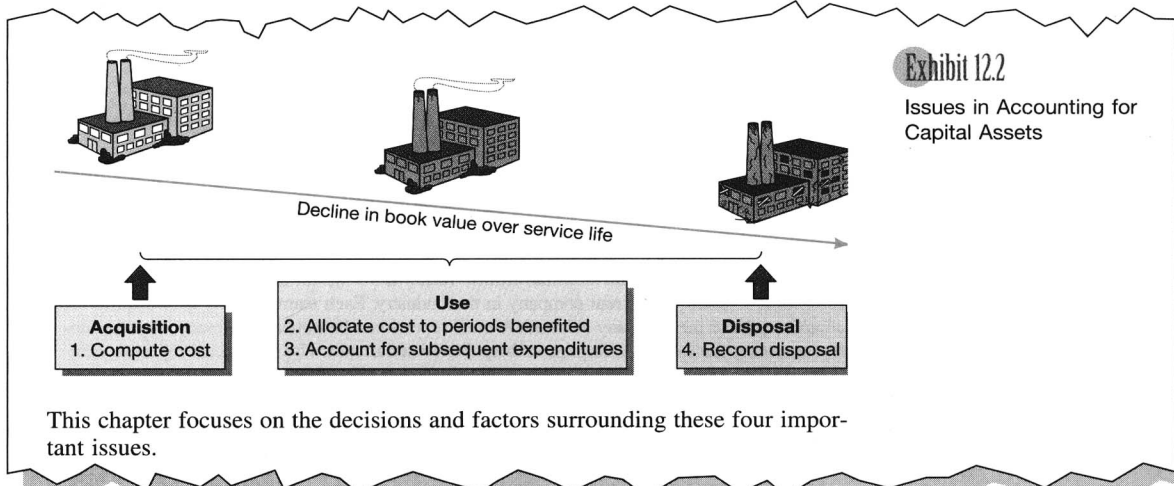 Exhibit 12.2
Issues in Accounting for
Capital Assets
Decline in book value over service life
Acquisition
1. Compute cost
Use
2. Allocate cost to periods benefited
3. Account for subsequent expenditures
Disposal
4. Record disposal
This chapter focuses on the decisions and factors surrounding these four impor-
tant issues.